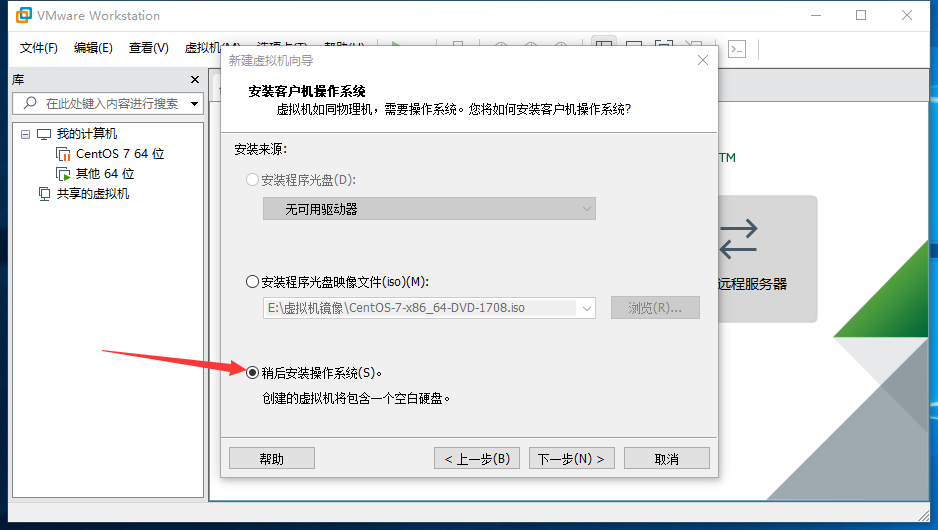 VMware Workstation
文件(F) 编辑(E) 查看(V) 虚拟机(M) 选项卡(T) 帮助(H)
库
在此处键入内容进行搜索
我的计算机
CentOS 7 64 位
其他 64 位
共享的虚拟机
TM
远程服务器
新建虚拟机向导
安装客户机操作系统
虚拟机如同物理机，需要操作系统。您将如何安装客户机操作系统?
安装来源:
安装程序光盘(D):
无可用驱动器
安装程序光盘映像文件(iso)(M):
E:\虚拟机镜像\CentOS-7-x86_64-DVD-1708.iso
浏览(R)...
稍后安装操作系统(S)。
创建的虚拟机将包含一个空白硬盘。
帮助
< 上一步(B)
下一步(N) >
取消